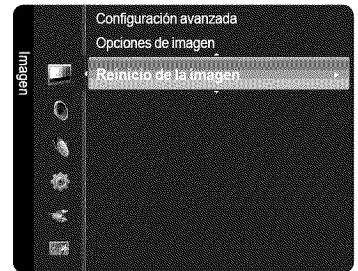 Imagen
Configuración avanzada
Opciones de imagen
Reinicio de la imagen